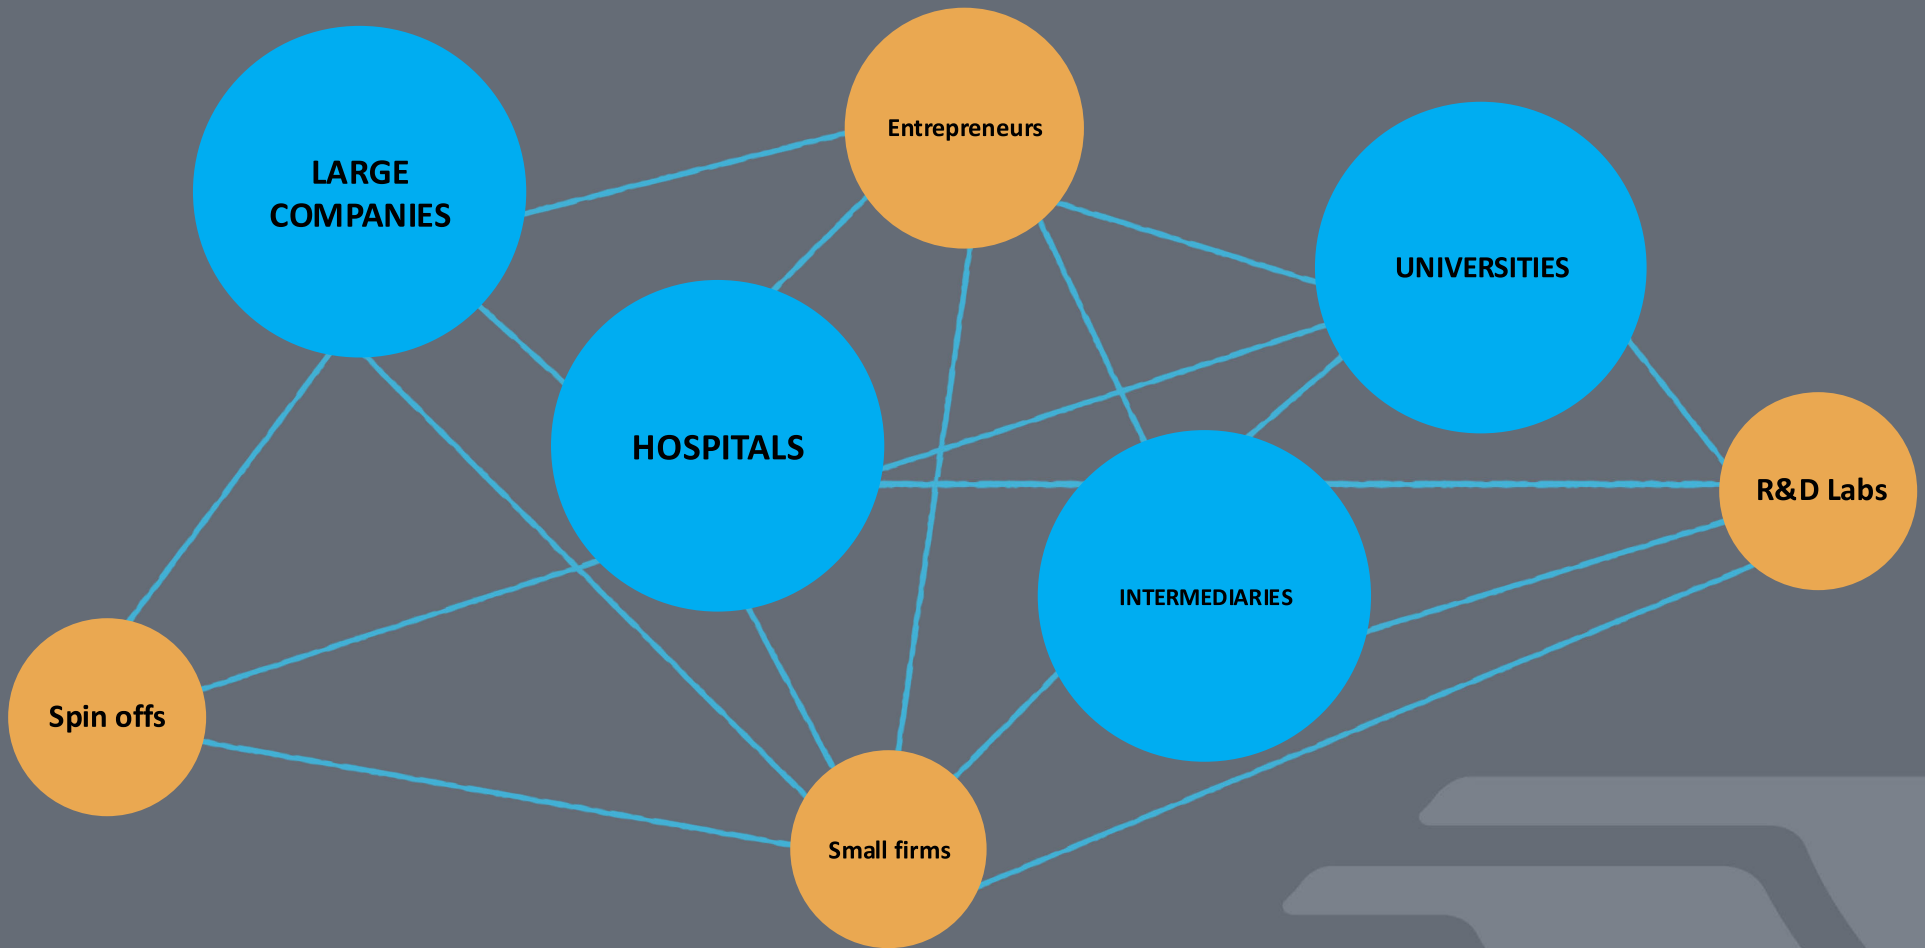 Entrepreneurs
LARGE
COMPANIES
UNIVERSITIES
HOSPITALS
R&D Labs
INTERMEDIARIES
Spin offs
Small firms